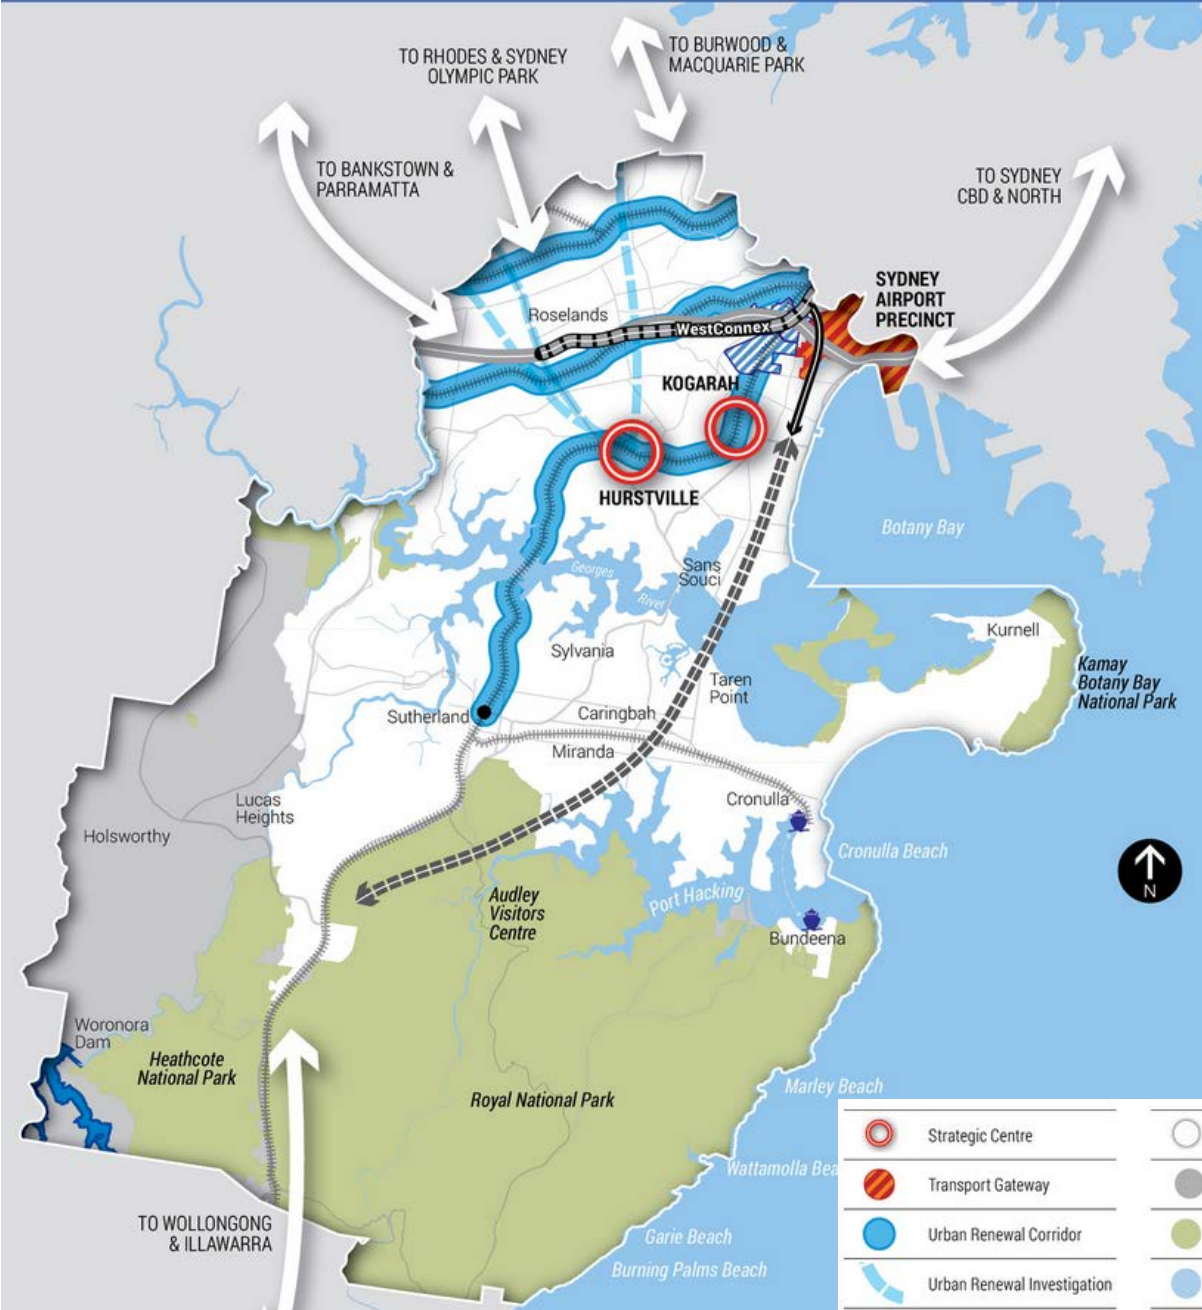 TO RHODES & SYDNEY
OLYMPIC PARK
TO BURWOOD &
MACQUARIE PARK
TO BANKSTOWN &
PARRAMATTA
TO SYDNEY
CBD & NORTH
SYDNEY
AIRPORT
PRECINCT
Roselands
WestConnex
KOGARAH
HURSTVILLE
Botany Bay
Georges
River
Sans
Souci
Kurnell
Sylvania
Kamay
Botany Bay
National Park
Taren
Point
Sutherland
Caringbah
Miranda
Lucas
Heights
Cronulla
Holsworthy
Cronulla Beach
N
Audley
Visitors
Centre
Port Hacking
Bundeena
Woronora
Dam
Heathcote
National Park
Royal National Park
Marley Beach
Wattamolla Bea
TO WOLLONGONG
& ILLAWARRA
Garie Beach
Burning Palms Beach
Strategic Centre
Transport Gateway
Urban Renewal Corridor
Urban Renewal Investigation